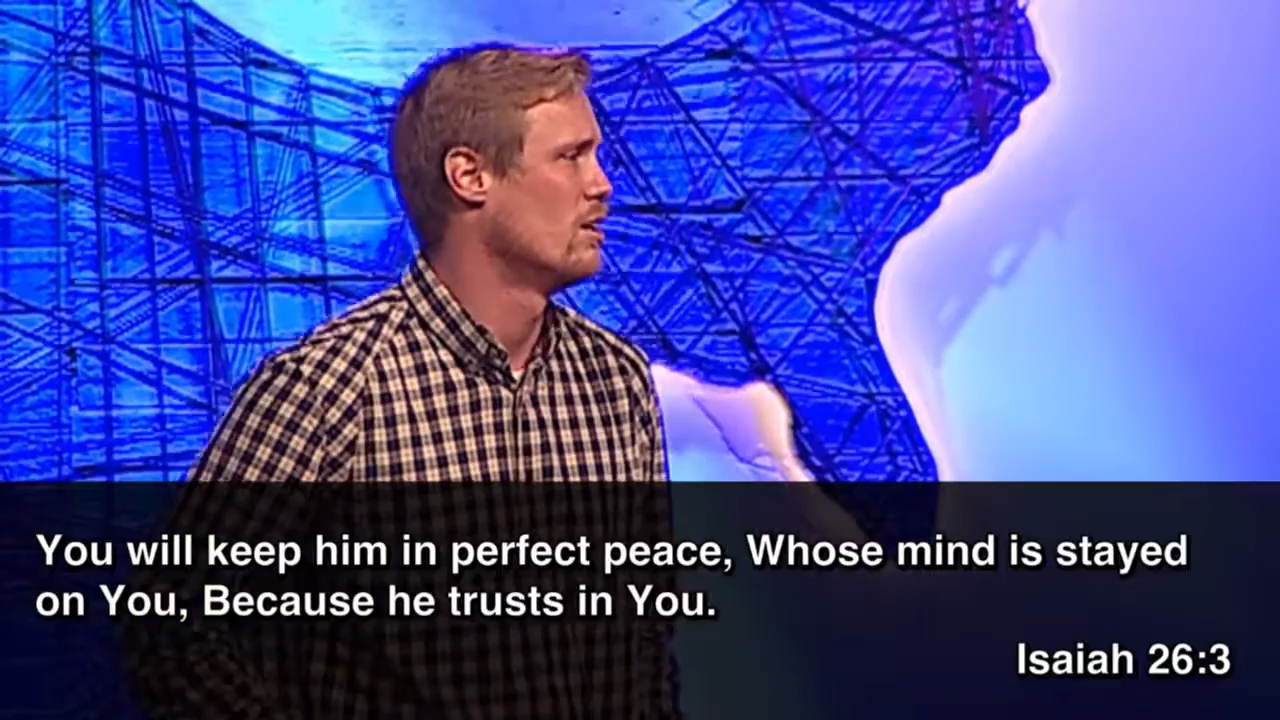 You will keep him in perfect peace, Whose mind is stayed
on You, Because he trusts in You.
Isaiah 26:3